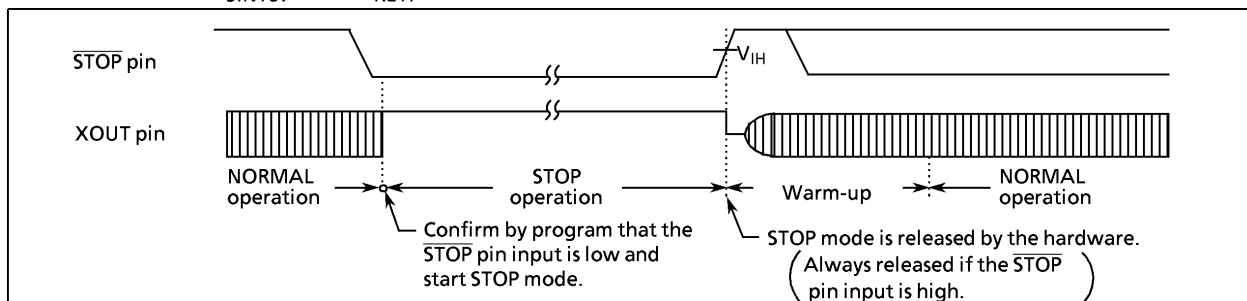 STOP pin
VIH
XOUT pin
NORMAL
operation
STOP
operation
Warm-up
NORMAL
operation
Confirm by program that the
STOP pin input is low and
start STOP mode.
STOP mode is released by the hardware.
(Always released if the STOP
pin input is high.)